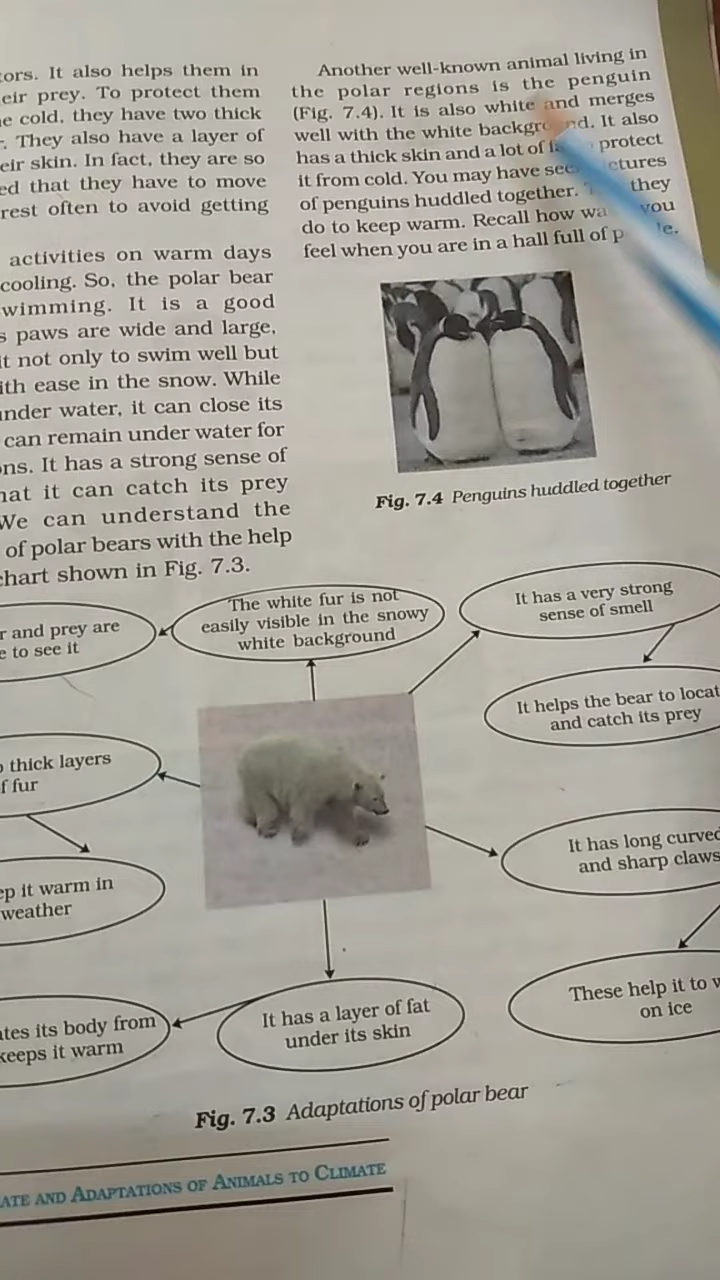 ors. It also helps them in
eir prey. To protect them
e cold, they have two thick
r. They also have a layer of
eir skin. In fact, they are so
ed that they have to move
rest often to avoid getting
activities on warm days
cooling. So, the polar bear
wimming. It is a good
s paws are wide and large,
it not only to swim well but
ith ease in the snow. While
under water, it can close its
can remain under water for
ons. It has a strong sense of
hat it can catch its prey
We can understand the
of polar bears with the help
chart shown in Fig. 7.3.
Another well-known animal living in
the polar regions is the penguin
(Fig. 7.4). It is also white and merges
well with the white background. It also
has a thick skin and a lot of protect
it from cold. You may have ctures
of penguins huddled together. they
do to keep warm. Recall how you
feel when you are in a hall full of
Fig. 7.4 Penguins huddled together
r and prey are
e to see it
The white fur is not
easily visible in the snowy
white background
It has a very strong
sense of smell
It helps the bear to locat
and catch its prey
o thick layers
f fur
ep it warm in
weather
It has long curved
and sharp claws
These help it to w
on ice
ates its body from
keeps it warm
It has a layer of fat
under its skin
Fig. 7.3 Adaptations of polar bear
ATE AND ADAPTATIONS OF ANIMALS TO CLIMATE